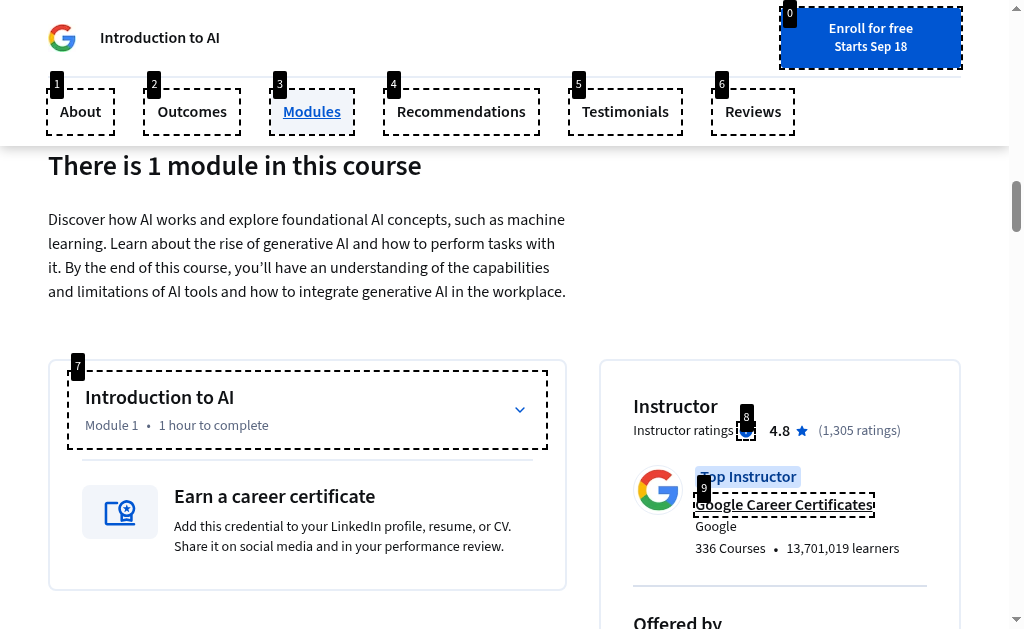 Introduction to AI
0
Enroll for free
Starts Sep 18
1
About
2
Outcomes
3
Modules
4
Recommendations
5
Testimonials
6
Reviews
There is 1 module in this course
Discover how AI works and explore foundational AI concepts, such as machine
learning. Learn about the rise of generative AI and how to perform tasks with
it. By the end of this course, you’ll have an understanding of the capabilities
and limitations of AI tools and how to integrate generative AI in the workplace.
7
Introduction to AI
Module 1 • 1 hour to complete
Earn a career certificate
Add this credential to your LinkedIn profile, resume, or CV.
Share it on social media and in your performance review.
Instructor
8
Instructor ratings 4.8 (1,305 ratings)
Top Instructor
9
Google Career Certificates
Google
336 Courses • 13,701,019 learners
Offered by